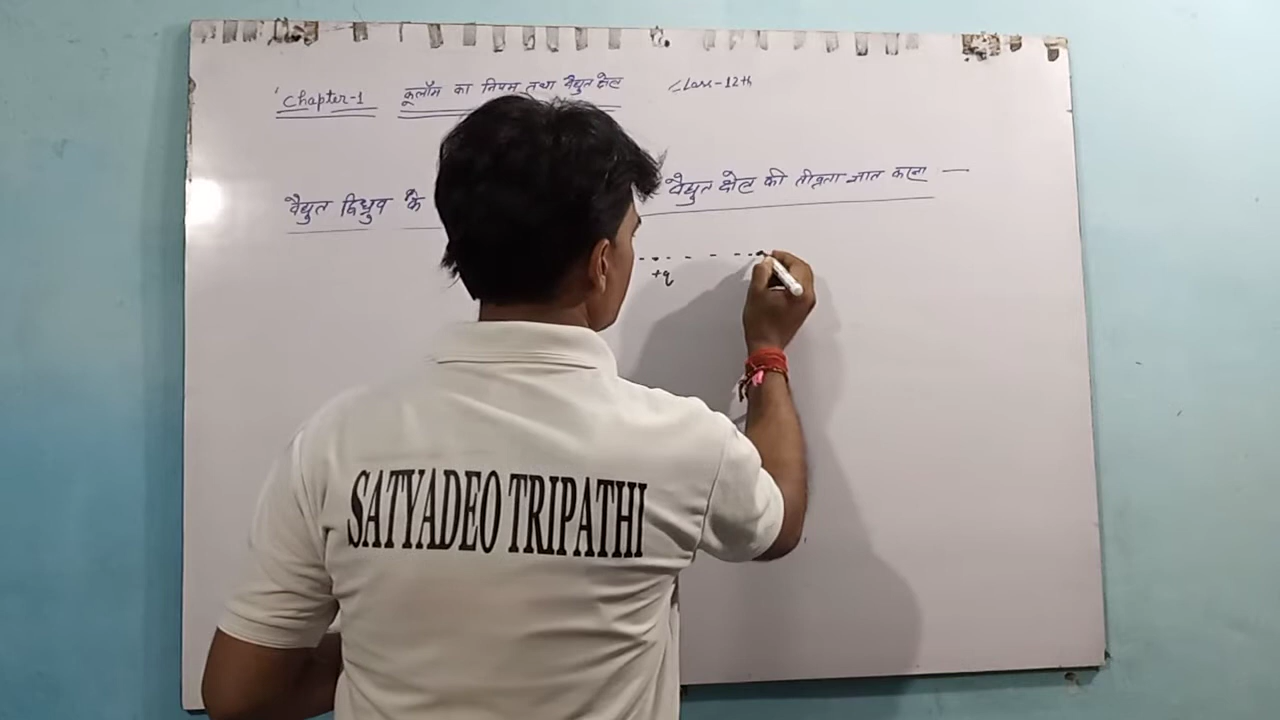 Chapter-1 कूलॉम का नियम तथा वैद्युत क्षेत्र Class-12th
वैद्युत द्विध्रुव के वैद्युत क्षेत्र की तीव्रता ज्ञात करना —
+q
SATYADEO TRIPATHI